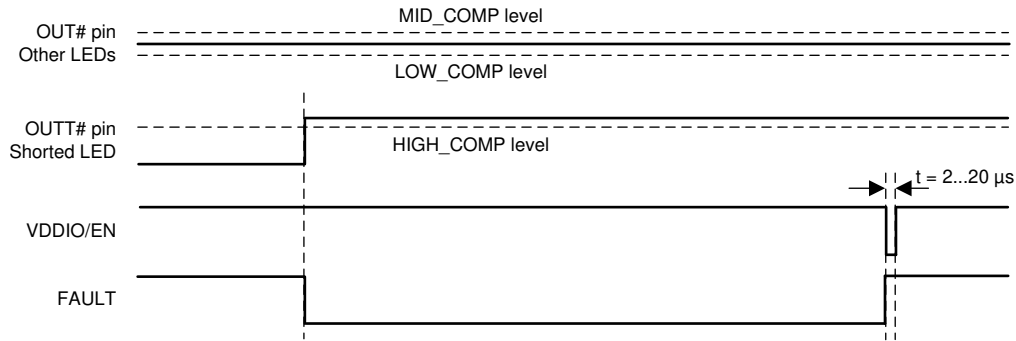 MID_COMP level
OUT# pin
Other LEDs
LOW_COMP level
OUTT# pin
Shorted LED
HIGH_COMP level
t = 2...20 µs
VDDIO/EN
FAULT